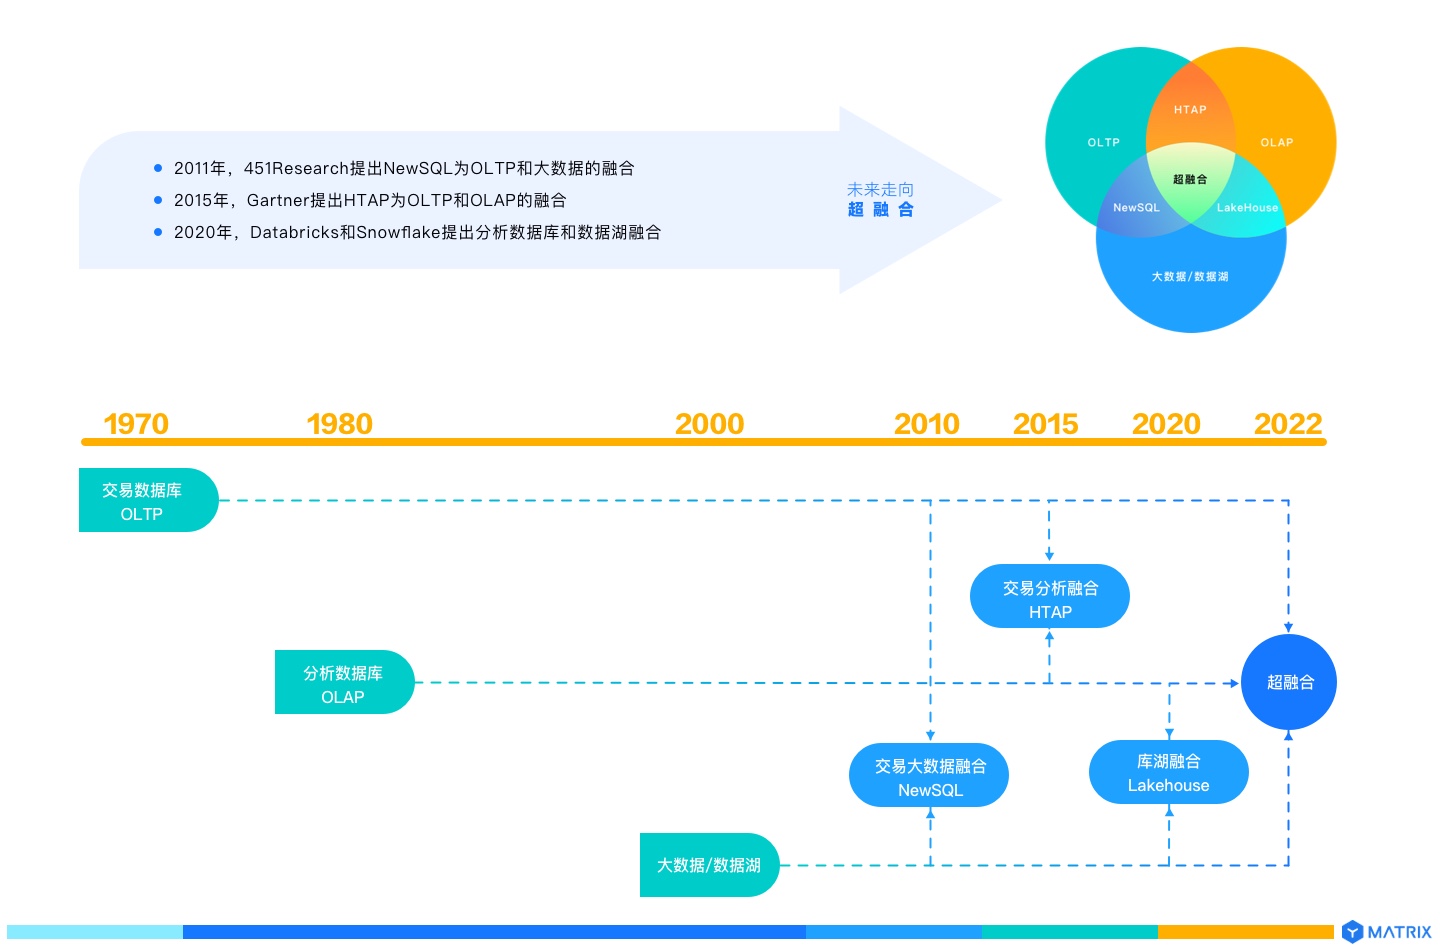 2011年，451Research提出NewSQL为OLTP和大数据的融合
2015年，Gartner提出HTAP为OLTP和OLAP的融合
2020年，Databricks和Snowflake提出分析数据库和数据湖融合
未来走向
超融合
HTAP
OLTP
OLAP
超融合
NewSQL
LakeHouse
大数据/数据湖
1970
1980
2000
2010
2015
2020
2022
交易数据库
OLTP
交易分析融合
HTAP
分析数据库
OLAP
超融合
交易大数据融合
NewSQL
库湖融合
Lakehouse
大数据/数据湖
MATRIX